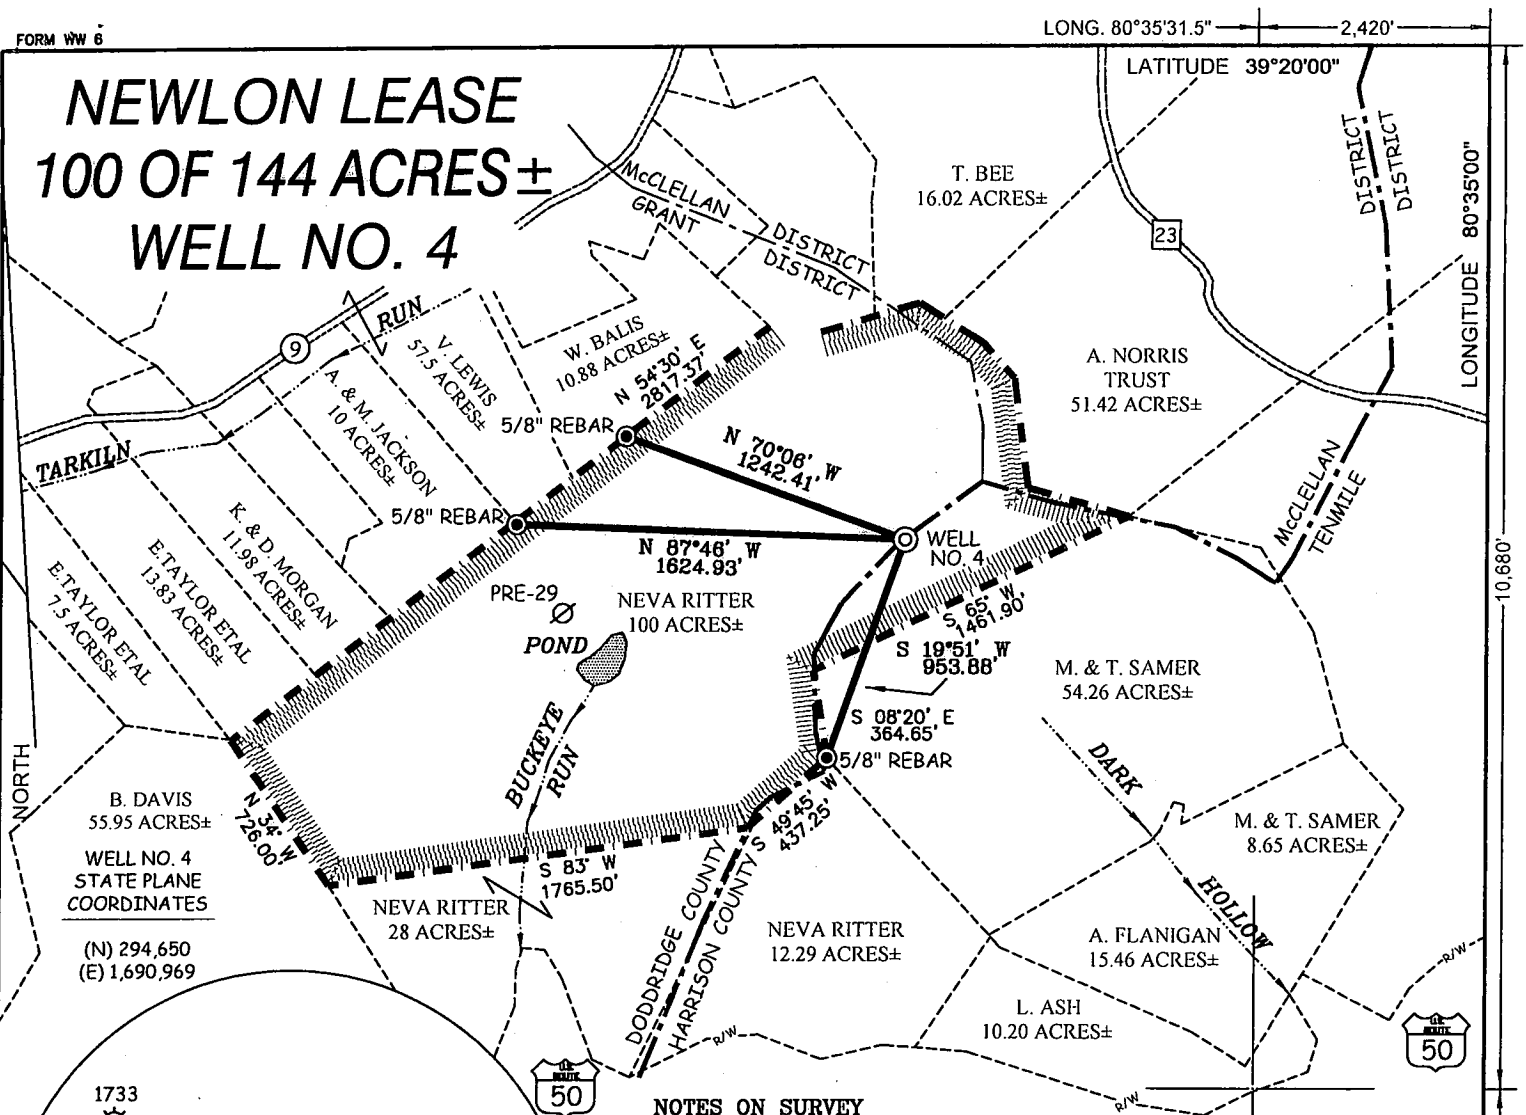 FORM WW 6
LONG. 80°35'31.5"
2,420'
LATITUDE 39°20'00"
NEWLON LEASE
100 OF 144 ACRES±
WELL NO. 4
McCLELLAN
GRANT
DISTRICT
DISTRICT
T. BEE
16.02 ACRES±
DISTRICT
DISTRICT
23
LONGITUDE 80°35'00"
10,680'
9
RUN
TARKILN
W. BALIS
10.88 ACRES±
V. LEWIS
57.5 ACRES±
A. & M. JACKSON
10 ACRES±
K. & D. MORGAN
11.98 ACRES±
E.TAYLOR ETAL
13.83 ACRES±
E.TAYLOR ETAL
7.5 ACRES±
N 54°30' E
2817.37'
5/8" REBAR
5/8" REBAR
N 70°06' W
1242.41'
N 87°46' W
1624.93'
WELL
NO. 4
A. NORRIS
TRUST
51.42 ACRES±
McCLELLAN
TENMILE
PRE-29
POND
NEVA RITTER
100 ACRES±
S 65° W
1461.90'
S 19°51' W
953.88'
S 08°20' E
364.65'
5/8" REBAR
M. & T. SAMER
54.26 ACRES±
BUCKEYE
RUN
DARK
HOLLOW
NORTH
B. DAVIS
55.95 ACRES±
N 34° W
726.00'
S 49°45' W
437.25'
S 83° W
1765.50'
M. & T. SAMER
8.65 ACRES±
WELL NO. 4
STATE PLANE
COORDINATES
(N) 294,650
(E) 1,690,969
NEVA RITTER
28 ACRES±
DODDRIDGE COUNTY
HARRISON COUNTY
NEVA RITTER
12.29 ACRES±
A. FLANIGAN
15.46 ACRES±
L. ASH
10.20 ACRES±
R/W
R/W
R/W
U.S.
ROUTE
50
U.S.
ROUTE
50
1733
NOTES ON SURVEY